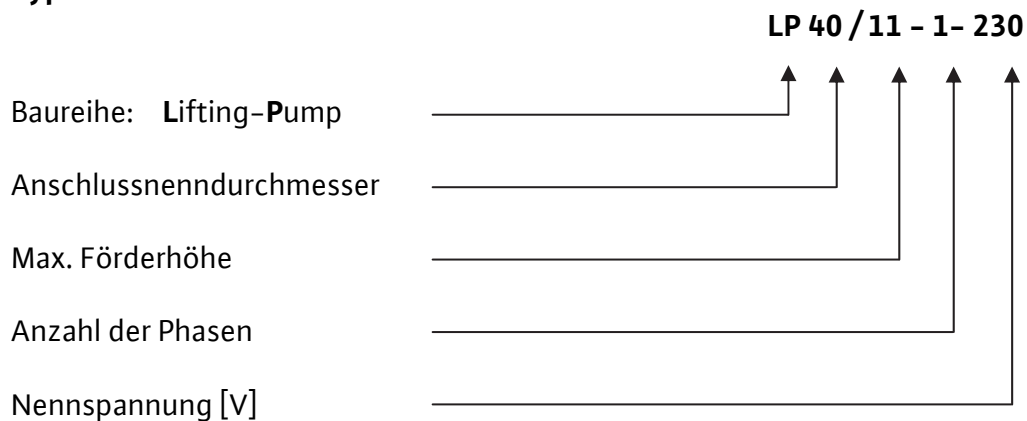 LP 40 / 11 – 1– 230
Baureihe: Lifting-Pump
Anschlussnenndurchmesser
Max. Förderhöhe
Anzahl der Phasen
Nennspannung [V]